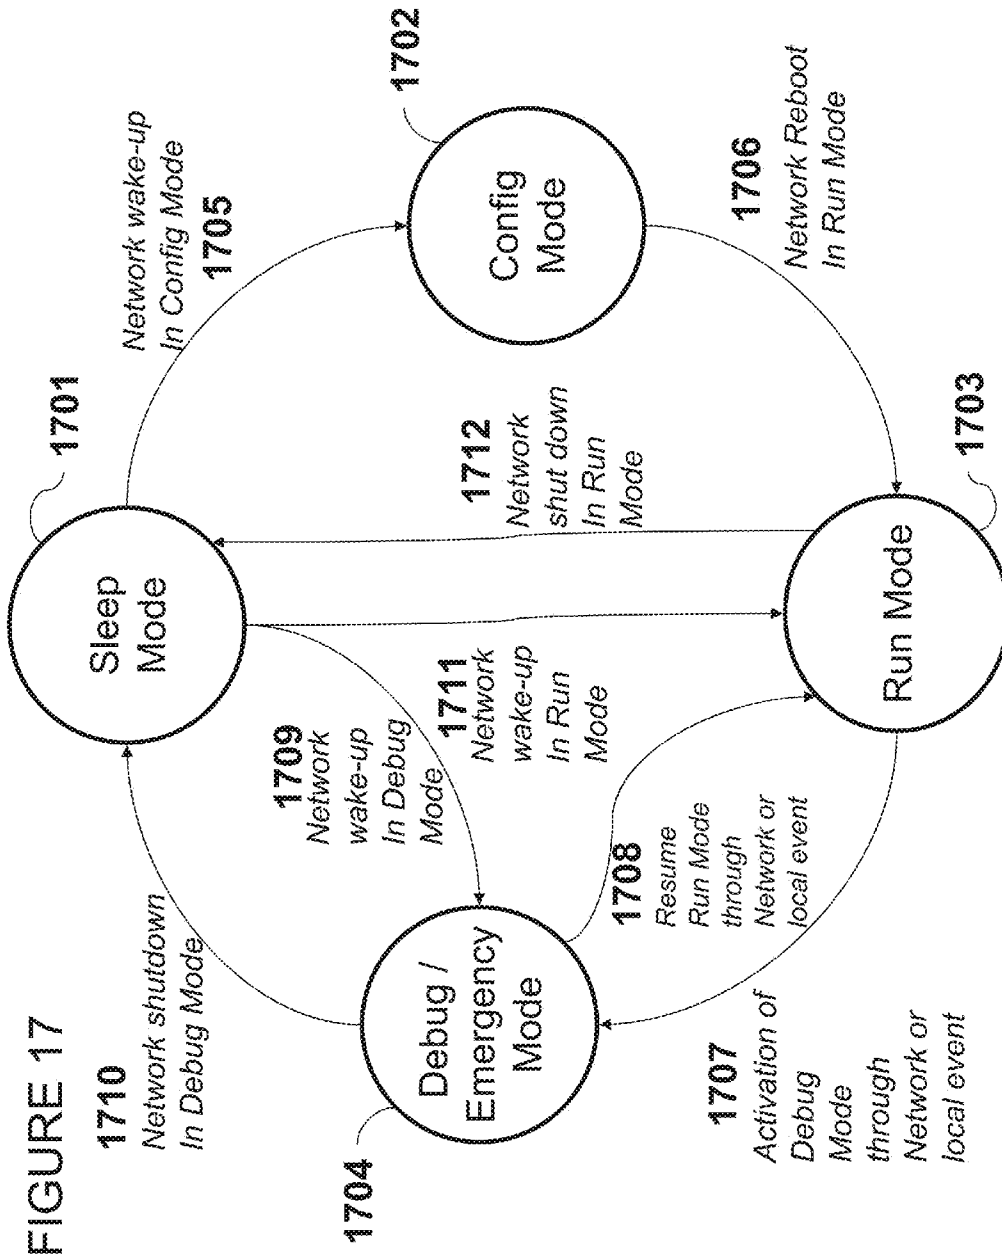 FIGURE 17
1710
Network shutdown
In Debug Mode
1701
Sleep
Mode
Network wake-up
In Config Mode
1705
1702
Config
Mode
1709
Network
wake-up
In Debug
Mode
1711
Network
wake-up
In Run
Mode
1712
Network
shut down
In Run
Mode
1704
Debug /
Emergency
Mode
1708
Resume
Run Mode
through
Network or
local event
1706
Network Reboot
In Run Mode
1707
Activation of
Debug
Mode
through
Network or
local event
Run Mode
1703